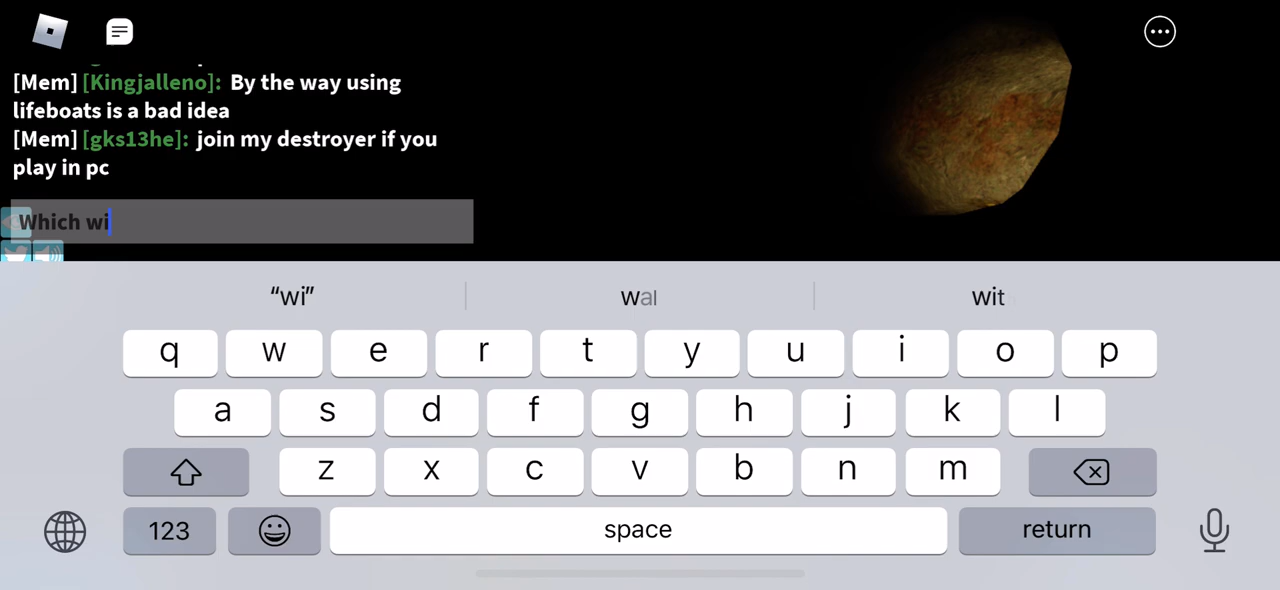 [Mem] [Kingjalleno]: By the way using
lifeboats is a bad idea
[Mem] [gks13he]: join my destroyer if you
play in pc
Which wi
“wi” wal wit
q w e r t y u i o p
a s d f g h j k l
z x c v b n m
123 space return